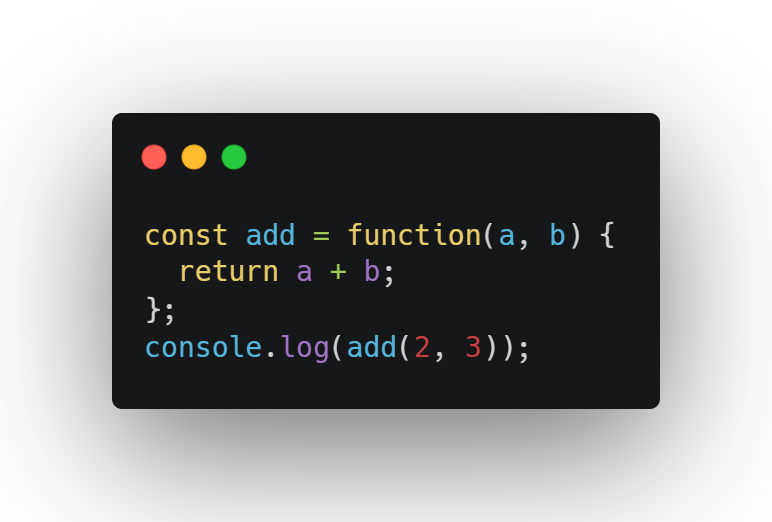 const add = function(a, b) {
  return a + b;
};
console.log(add(2, 3));